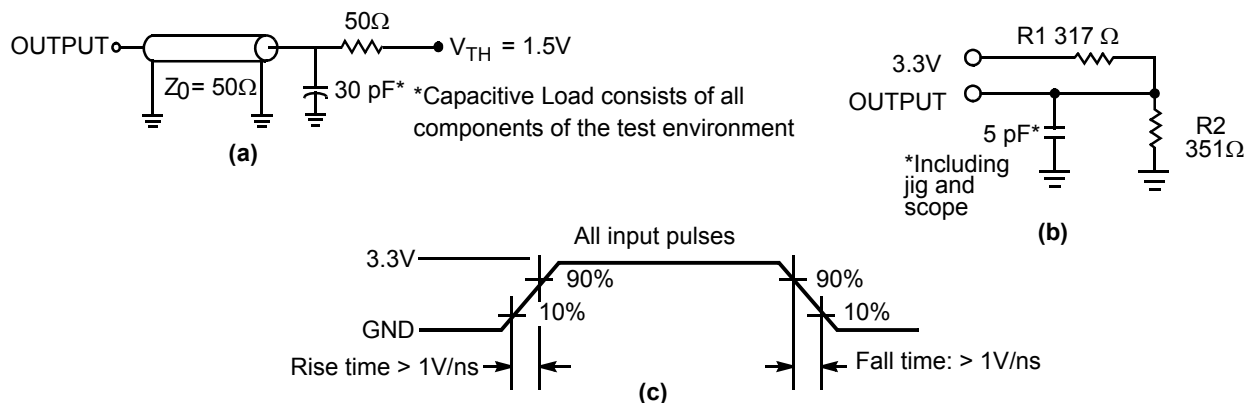 OUTPUT
Z0 = 50Ω
50Ω
VTH = 1.5V
30 pF*
*Capacitive Load consists of all
components of the test environment
(a)
R1 317 Ω
3.3V
OUTPUT
5 pF*
*Including
jig and
scope
R2
351Ω
(b)
All input pulses
3.3V
90%
10%
GND
90%
10%
Rise time > 1V/ns
Fall time: > 1V/ns
(c)